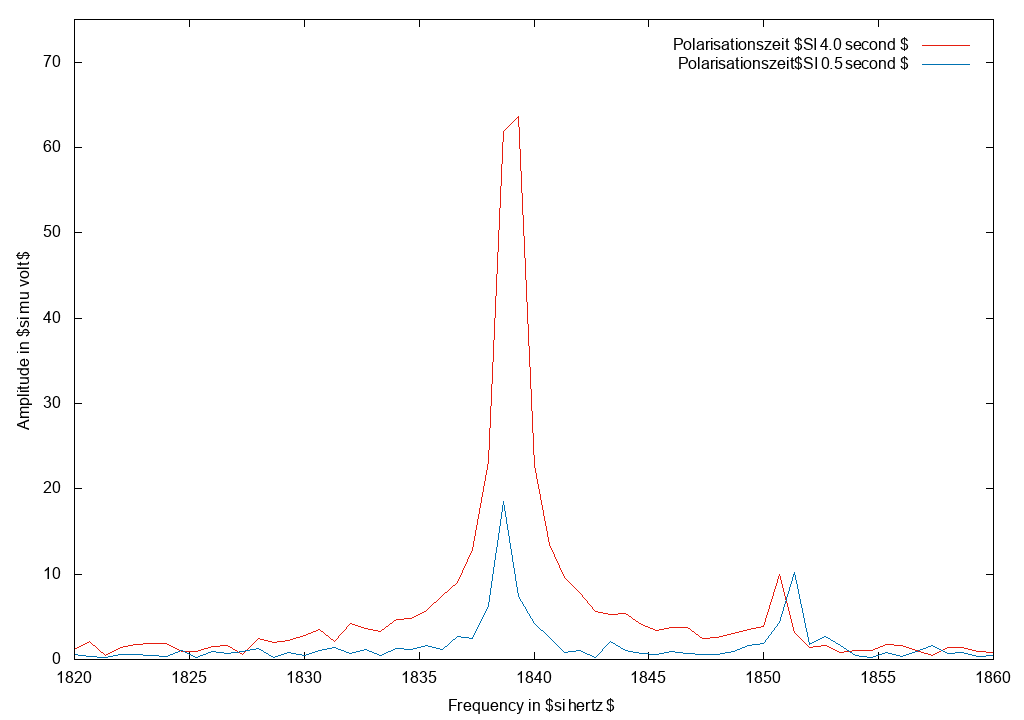 Polarisationszeit $SI 4.0 second $
Polarisationszeit$SI 0.5 second $
70
60
50
40
30
20
10
0
Amplitude in $si mu volt $
1820 1825 1830 1835 1840 1845 1850 1855 1860
Frequency in $si hertz $